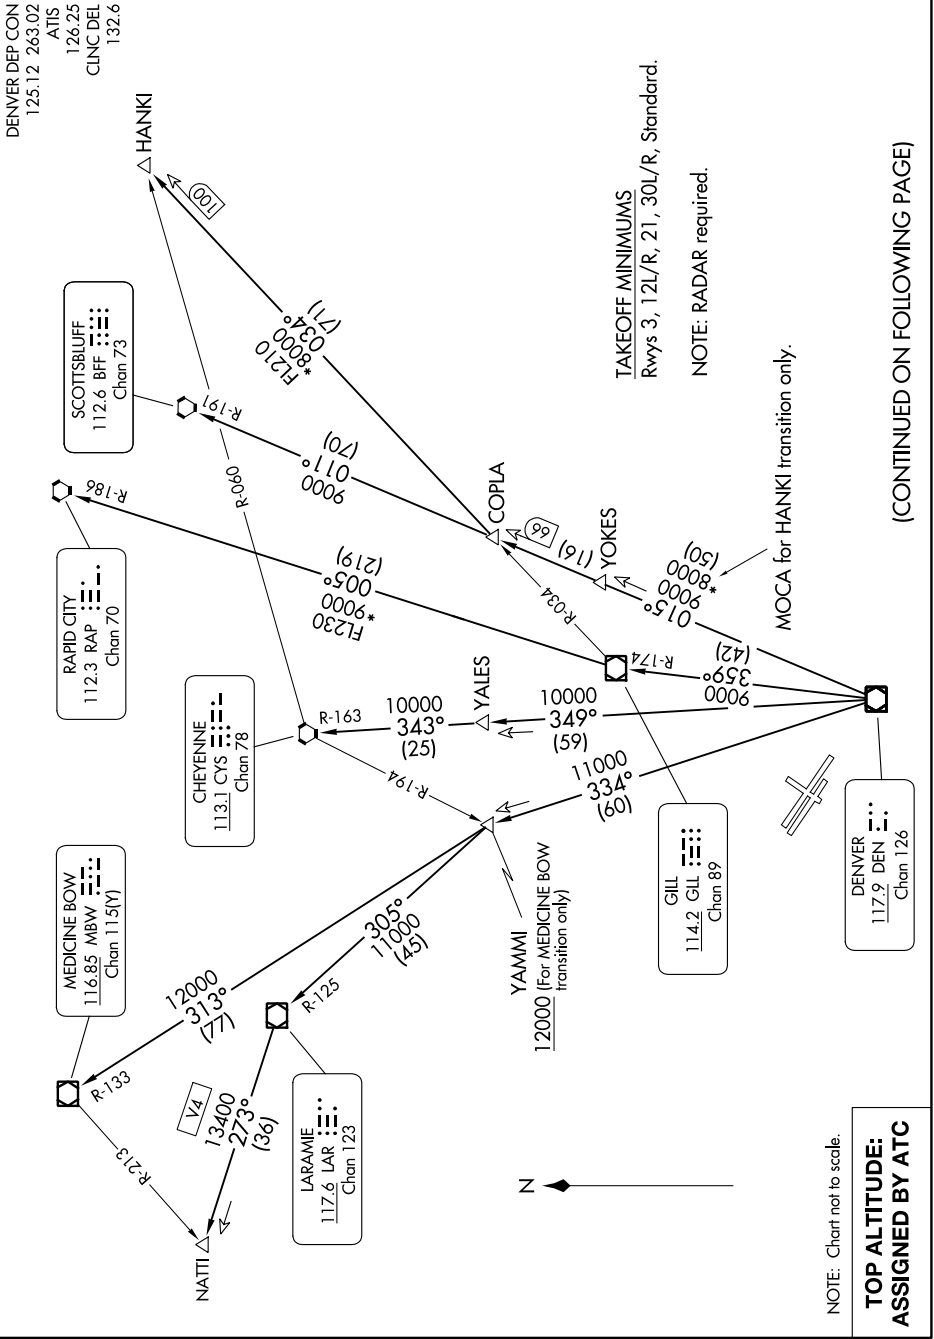 DENVER DEP CON
125.12 263.02
ATIS
126.25
CLNC DEL
132.6
HANKI
100
FL210
*8000
034°
(71)
SCOTTSBLUFF
112.6 BFF
Chan 73
R-191
9000
011°
(70)
RAPID CITY
112.3 RAP
Chan 70
R-186
FL230
*9000
005°
(219)
R-060
CHEYENNE
113.1 CYS
Chan 78
R-163
10000
343°
(25)
R-194
YALES
10000
349°
(59)
COPLA
66
(16)
R-034
YOKES
015°
9000
*8000
(50)
MOCA for HANKI transition only.
R-174
9000
359°
(42)
11000
334°
(60)
MEDICINE BOW
116.85 MBW
Chan 115(Y)
R-133
12000
313°
(77)
R-213
NATTI
V4
13400
273°
(36)
LARAMIE
117.6 LAR
Chan 123
R-125
305°
11000
(45)
YAMMI
12000 (For MEDICINE BOW
transition only)
GILL
114.2 GLL
Chan 89
DENVER
117.9 DEN
Chan 126
TAKEOFF MINIMUMS
Rwys 3, 12L/R, 21, 30L/R, Standard.
NOTE: RADAR required.
N
NOTE: Chart not to scale.
TOP ALTITUDE:
ASSIGNED BY ATC
(CONTINUED ON FOLLOWING PAGE)